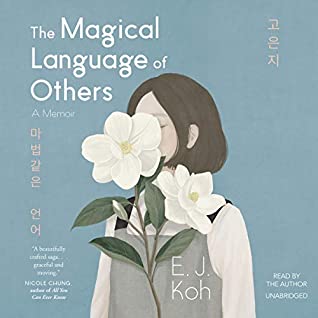 The Magical
Language of
Others
A Memoir
고은지
마법같은 언어
"A beautifully
crafted saga...
graceful and
moving."
NICOLE CHUNG,
author of All You
Can Ever Know
E. J.
Koh
READ BY
THE AUTHOR
UNABRIDGED